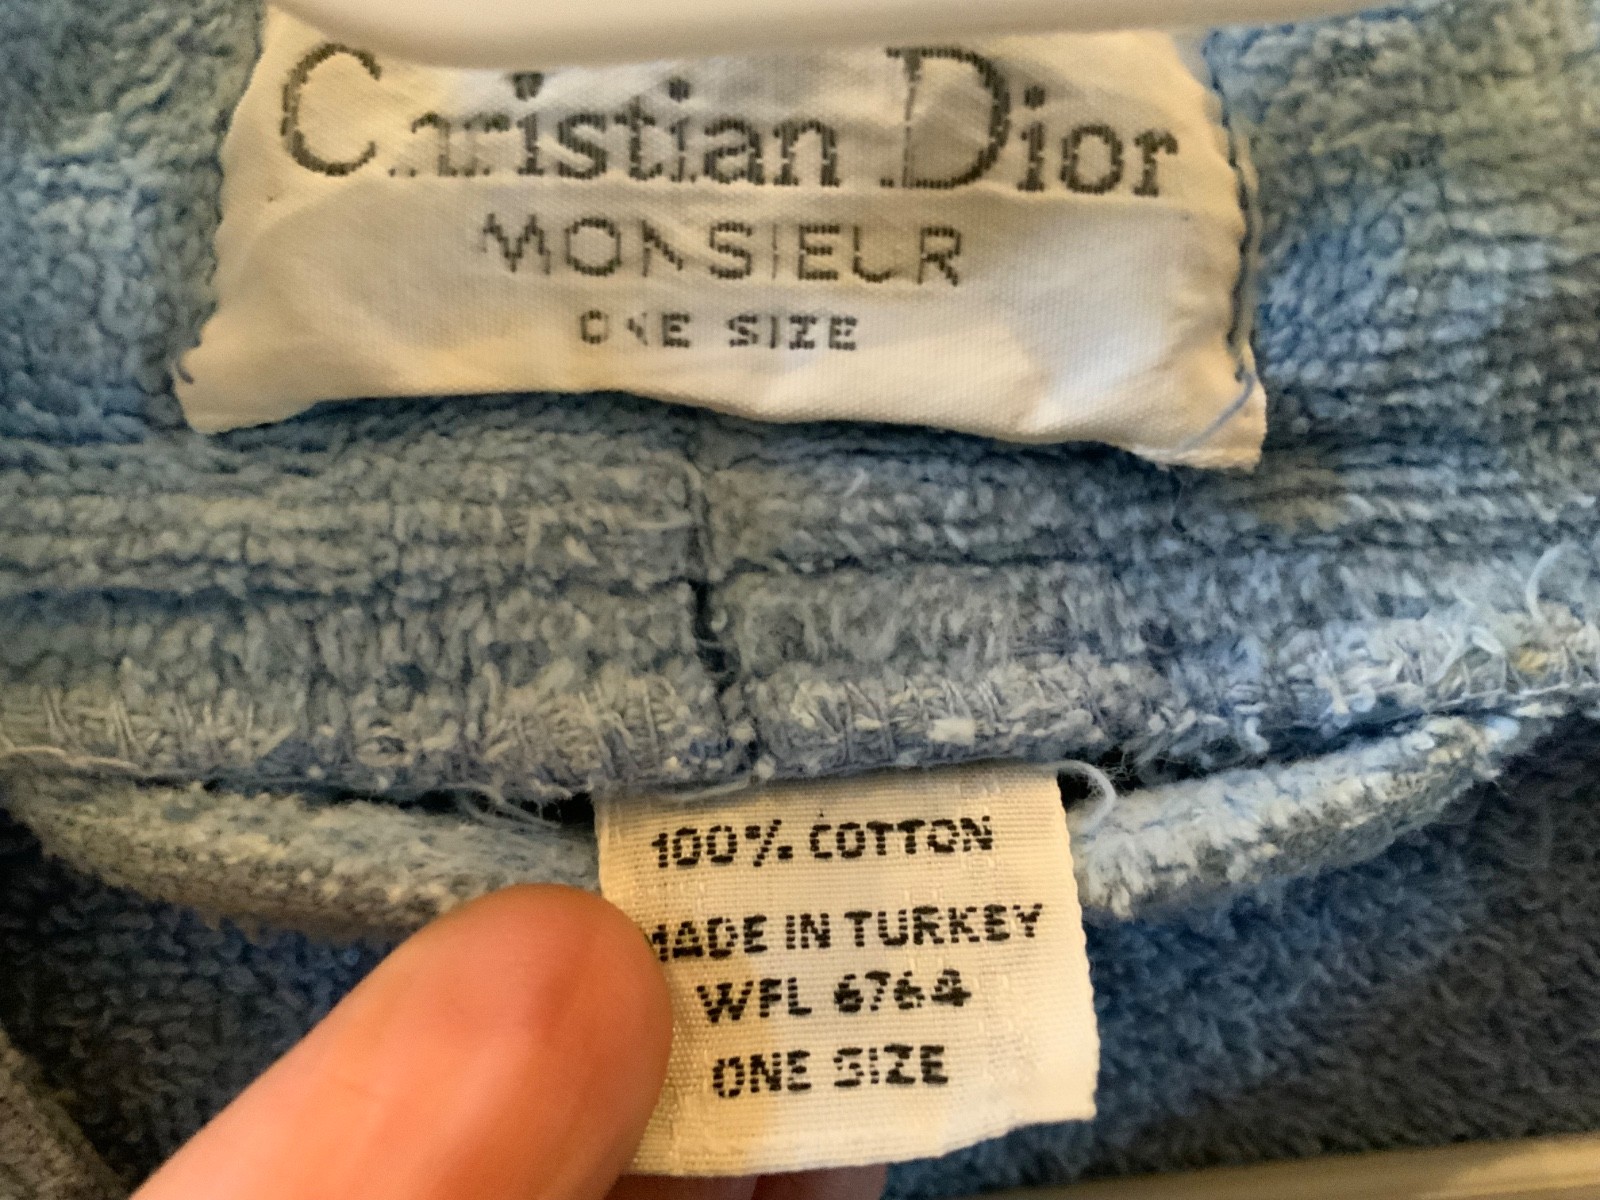 Christian Dior
MONSIEUR
ONE SIZE
100% COTTON
MADE IN TURKEY
WFL 6764
ONE SIZE